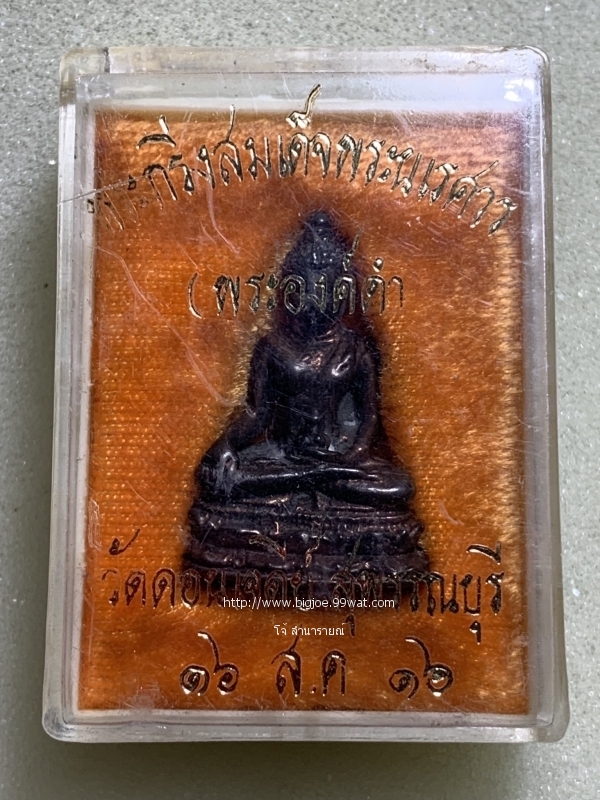 พระกริ่งสมเด็จพระนเรศวร
(พระองค์ดำ
วัดดอนเจดีย์ สุพรรณบุรี
http://www.bigjoe.99wat.com
โจ้ ลำนารายณ์
๑๖ ส.ค ๑๖